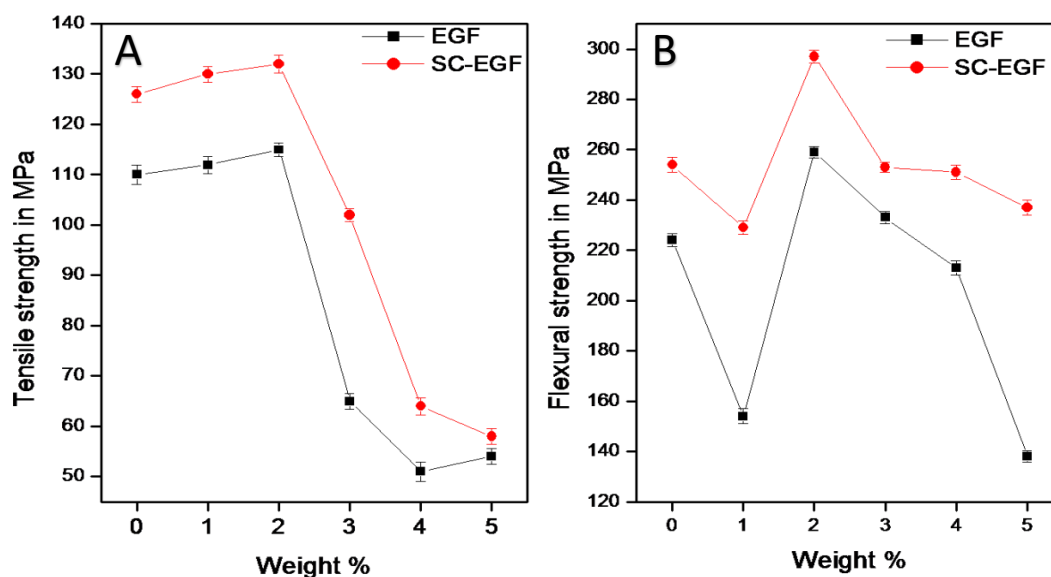 A
EGF
SC-EGF
Tensile strength in MPa
140
130
120
110
100
90
80
70
60
50
0 1 2 3 4 5
Weight %
B
EGF
SC-EGF
Flexural strength in MPa
300
280
260
240
220
200
180
160
140
120
0 1 2 3 4 5
Weight %